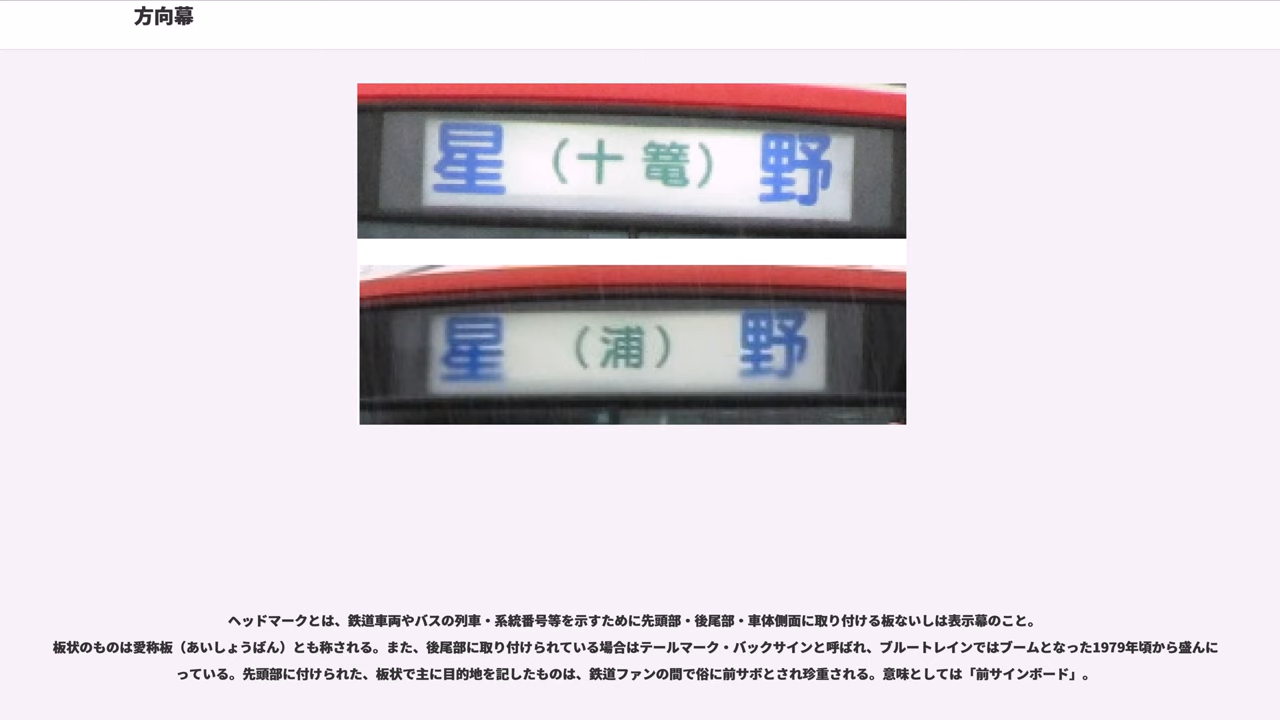 方向幕
星（十篭）野
星（浦）野
ヘッドマークとは、鉄道車両やバスの列車・系統番号等を示すために先頭部・後尾部・車体側面に取り付ける板ないしは表示幕のこと。
板状のものは愛称板（あいしょうばん）とも称される。また、後尾部に取り付けられている場合はテールマーク・バックサインと呼ばれ、ブルートレインではブームとなった1979年頃から盛んに
っている。先頭部に付けられた、板状で主に目的地を記したものは、鉄道ファンの間で俗に前サボとされ珍重される。意味としては「前サインボード」。